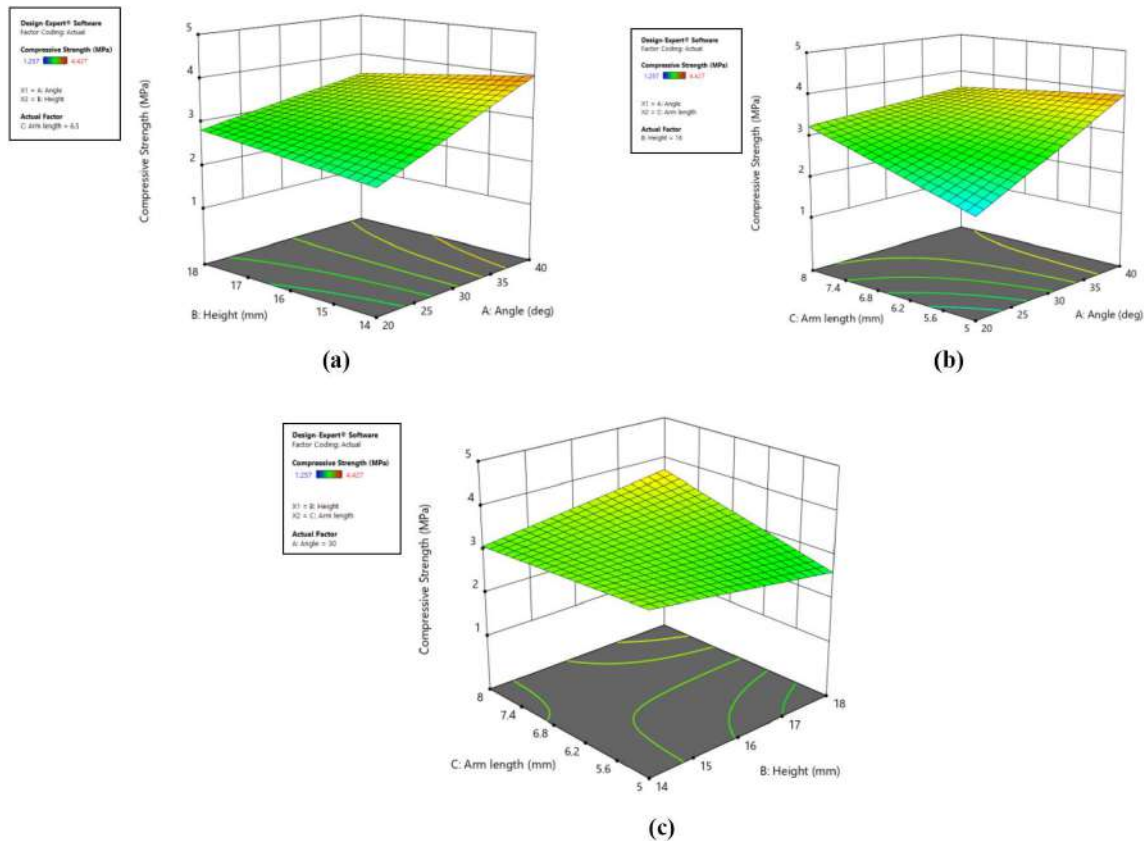 Design-Expert® Software
Factor Coding: Actual
Compressive Strength (MPa)
1.257 4.427
X1 = A: Angle
X2 = B: Height
Actual Factor
C: Arm length = 6.5
Compressive Strength (MPa)
5
4
3
2
1
18
17
16
15
14
20
25
30
35
40
B: Height (mm)
A: Angle (deg)
(a)
Design-Expert® Software
Factor Coding: Actual
Compressive Strength (MPa)
1.257 4.427
X1 = A: Angle
X2 = C: Arm length
Actual Factor
B: Height = 16
Compressive Strength (MPa)
5
4
3
2
1
8
7.4
6.8
6.2
5.6
5
20
25
30
35
40
C: Arm length (mm)
A: Angle (deg)
(b)
Design-Expert® Software
Factor Coding: Actual
Compressive Strength (MPa)
1.257 4.427
X1 = B: Height
X2 = C: Arm length
Actual Factor
A: Angle = 30
Compressive Strength (MPa)
5
4
3
2
1
8
7.4
6.8
6.2
5.6
5
14
15
16
17
18
C: Arm length (mm)
B: Height (mm)
(c)